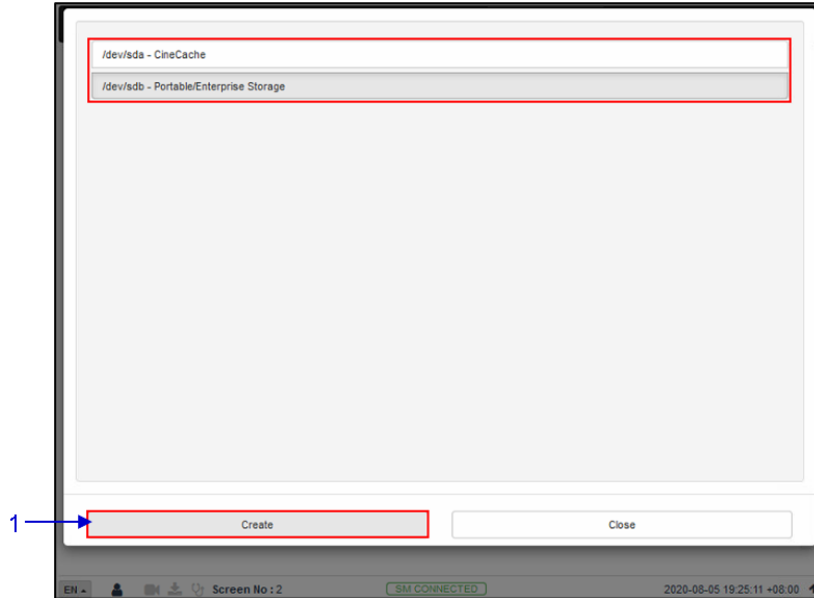 /dev/sda - CineCache
/dev/sdb - Portable/Enterprise Storage
1
Create
Close
EN
Screen No : 2
SM CONNECTED
2020-08-05 19:25:11 +08:00